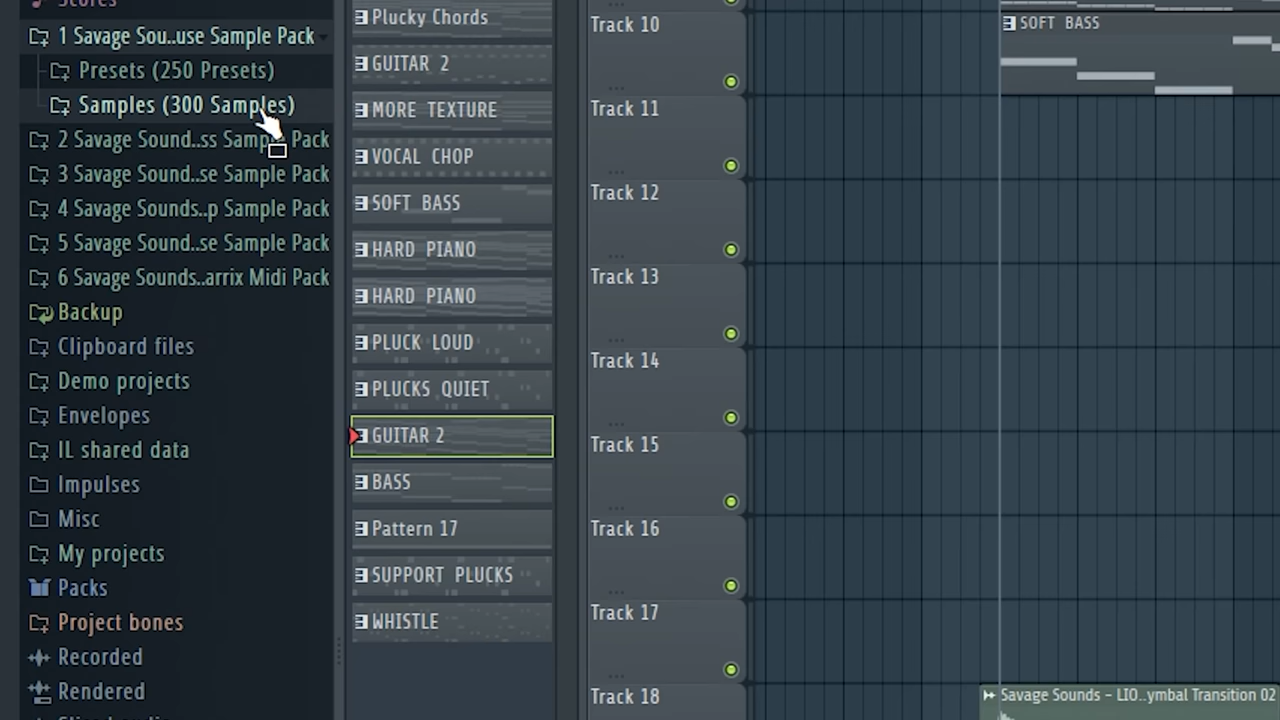 Scores
1 Savage Sou..use Sample Pack
Presets (250 Presets)
Samples (300 Samples)
2 Savage Sound..ss Sample Pack
3 Savage Sound..se Sample Pack
4 Savage Sounds..p Sample Pack
5 Savage Sound..se Sample Pack
6 Savage Sounds..arrix Midi Pack
Backup
Clipboard files
Demo projects
Envelopes
IL shared data
Impulses
Misc
My projects
Packs
Project bones
Recorded
Rendered
Plucky Chords
GUITAR 2
MORE TEXTURE
VOCAL CHOP
SOFT BASS
HARD PIANO
HARD PIANO
PLUCK LOUD
PLUCKS QUIET
GUITAR 2
BASS
Pattern 17
SUPPORT PLUCKS
WHISTLE
Track 10
Track 11
Track 12
Track 13
Track 14
Track 15
Track 16
Track 17
Track 18
SOFT BASS
Savage Sounds - LIO..ymbal Transition 02